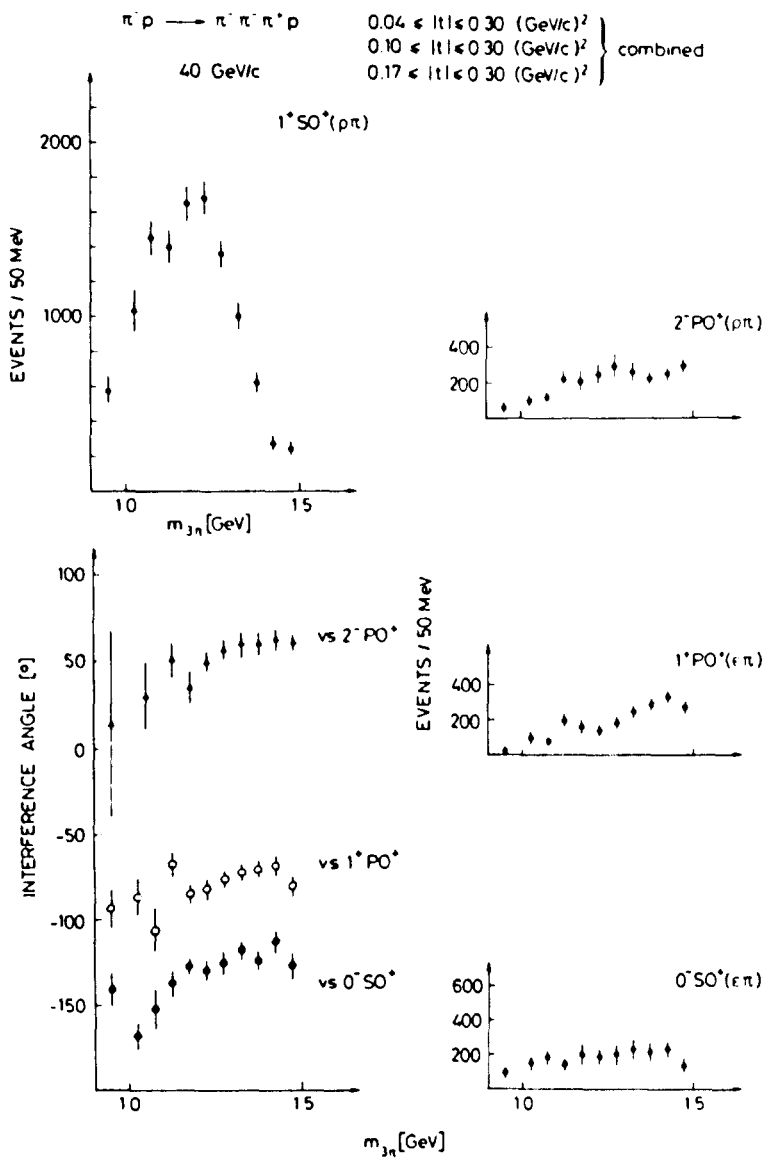 π⁻p → π⁻π⁻π⁺p
40 GeV/c
0.04 ⩽ |t| ⩽ 0 30 (GeV/c)²
0.10 ⩽ |t| ⩽ 0 30 (GeV/c)²
0.17 ⩽ |t| ⩽ 0 30 (GeV/c)²
combined
1⁺S0⁺(ρπ)
2000
1000
EVENTS / 50 MeV
10
15
m₃π[GeV]
2⁻P0⁺(ρπ)
400
200
100
50
0
-50
-100
-150
INTERFERENCE ANGLE [°]
vs 2⁻P0⁺
vs 1⁺P0⁺
vs 0⁻S0⁺
10
15
EVENTS / 50 MeV
1⁺P0⁺(επ)
400
200
0⁻S0⁺(επ)
600
400
200
10
15
m₃π[GeV]